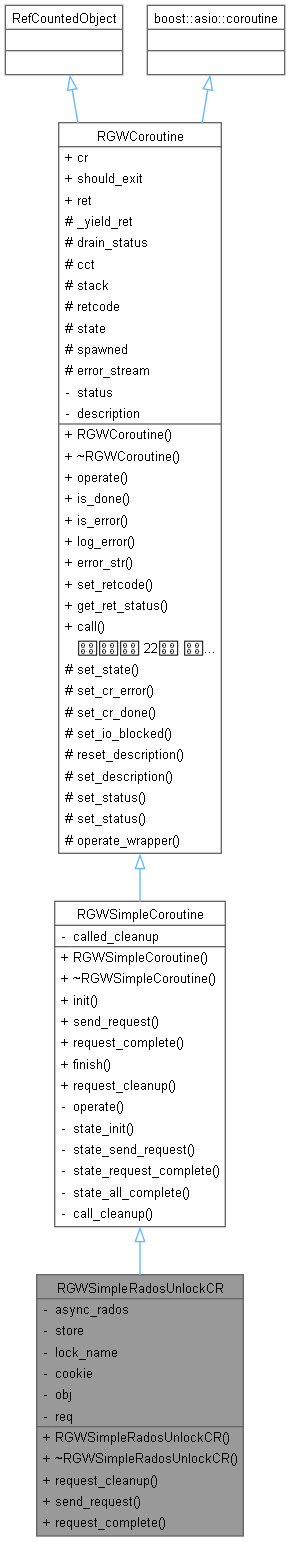 RefCountedObject
boost::asio::coroutine
RGWCoroutine
+ cr
+ should_exit
+ ret
# _yield_ret
# drain_status
# cct
# stack
# retcode
# state
# spawned
# error_stream
- status
- description
+ RGWCoroutine()
+ ~RGWCoroutine()
+ operate()
+ is_done()
+ is_error()
+ log_error()
+ error_str()
+ set_retcode()
+ get_ret_status()
+ call()
22 ...
# set_state()
# set_cr_error()
# set_cr_done()
# set_io_blocked()
# reset_description()
# set_description()
# set_status()
# set_status()
# operate_wrapper()
RGWSimpleCoroutine
- called_cleanup
+ RGWSimpleCoroutine()
+ ~RGWSimpleCoroutine()
+ init()
+ send_request()
+ request_complete()
+ finish()
+ request_cleanup()
- operate()
- state_init()
- state_send_request()
- state_request_complete()
- state_all_complete()
- call_cleanup()
RGWSimpleRadosUnlockCR
- async_rados
- store
- lock_name
- cookie
- obj
- req
+ RGWSimpleRadosUnlockCR()
+ ~RGWSimpleRadosUnlockCR()
+ request_cleanup()
+ send_request()
+ request_complete()